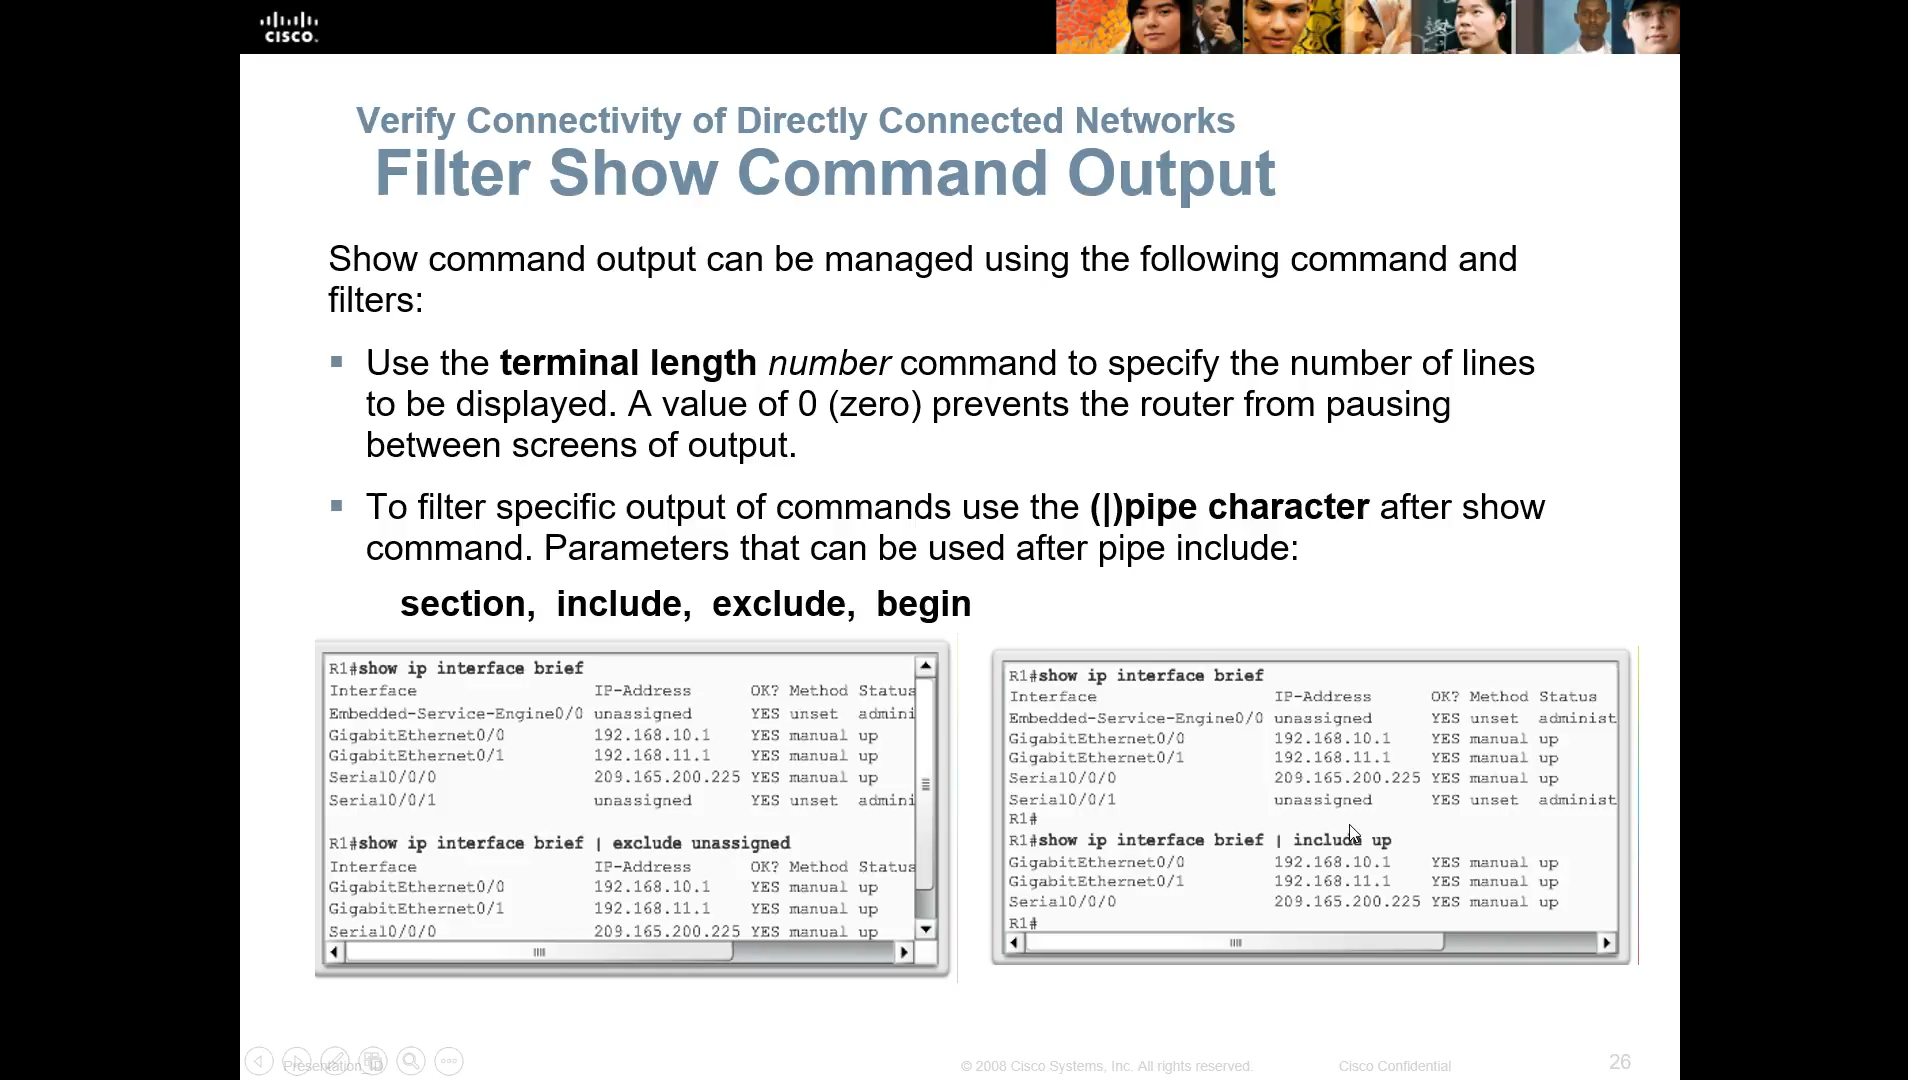 CISCO.
Verify Connectivity of Directly Connected Networks
Filter Show Command Output
Show command output can be managed using the following command and
filters:
Use the terminal length number command to specify the number of lines
to be displayed. A value of 0 (zero) prevents the router from pausing
between screens of output.
To filter specific output of commands use the (|)pipe character after show
command. Parameters that can be used after pipe include:
section, include, exclude, begin
R1#show ip interface brief
Interface IP-Address OK? Method Status
Embedded-Service-Engine0/0 unassigned YES unset admini
GigabitEthernet0/0 192.168.10.1 YES manual up
GigabitEthernet0/1 192.168.11.1 YES manual up
Serial0/0/0 209.165.200.225 YES manual up
Serial0/0/1 unassigned YES unset admini
R1#show ip interface brief | exclude unassigned
Interface IP-Address OK? Method Status
GigabitEthernet0/0 192.168.10.1 YES manual up
GigabitEthernet0/1 192.168.11.1 YES manual up
Serial0/0/0 209.165.200.225 YES manual up
R1#show ip interface brief
Interface IP-Address OK? Method Status
Embedded-Service-Engine0/0 unassigned YES unset administ
GigabitEthernet0/0 192.168.10.1 YES manual up
GigabitEthernet0/1 192.168.11.1 YES manual up
Serial0/0/0 209.165.200.225 YES manual up
Serial0/0/1 unassigned YES unset administ
R1#
R1#show ip interface brief | include up
GigabitEthernet0/0 192.168.10.1 YES manual up
GigabitEthernet0/1 192.168.11.1 YES manual up
Serial0/0/0 209.165.200.225 YES manual up
R1#
Presentation_ID © 2008 Cisco Systems, Inc. All rights reserved. Cisco Confidential 26